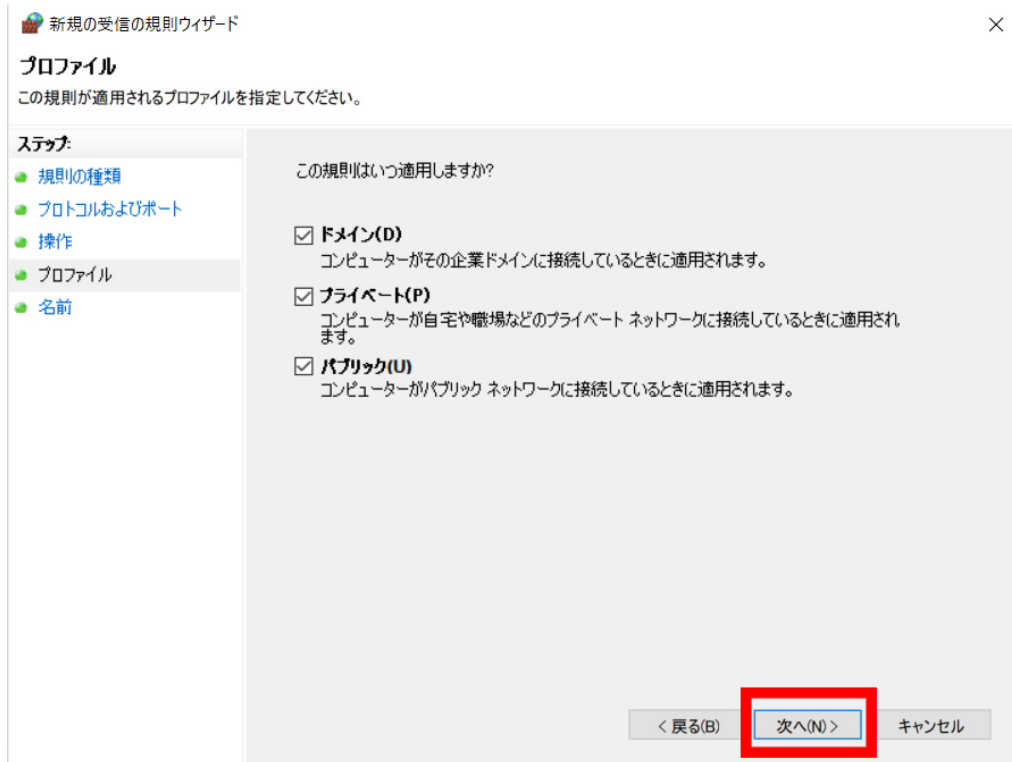 新規の受信の規則ウィザード
プロファイル
この規則が適用されるプロファイルを指定してください。
ステップ:
規則の種類
プロトコルおよびポート
操作
プロファイル
名前
この規則はいつ適用しますか?
ドメイン(D)
コンピューターがその企業ドメインに接続しているときに適用されます。
プライベート(P)
コンピューターが自宅や職場などのプライベート ネットワークに接続しているときに適用され
ます。
パブリック(U)
コンピューターがパブリック ネットワークに接続しているときに適用されます。
< 戻る(B)
次へ(N) >
キャンセル